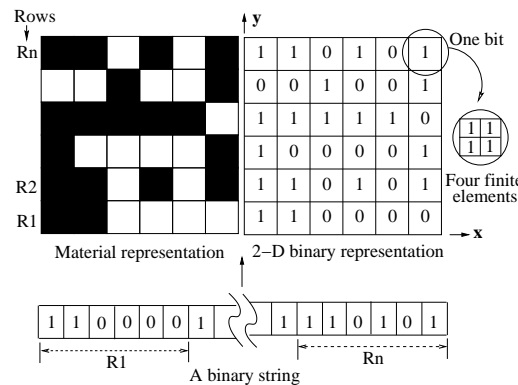 Rows
y
Rn
1 1 0 1 0 1
One bit
0 0 1 0 0 1
1 1 1 1 1 0
1 1
1 1
1 0 0 0 0 1
R2
1 1 0 1 0 1
Four finite
elements
R1
1 1 0 0 0 0
x
Material representation
2-D binary representation
1 1 0 0 0 0 1
1 1 1 0 1 0 1
R1
Rn
A binary string